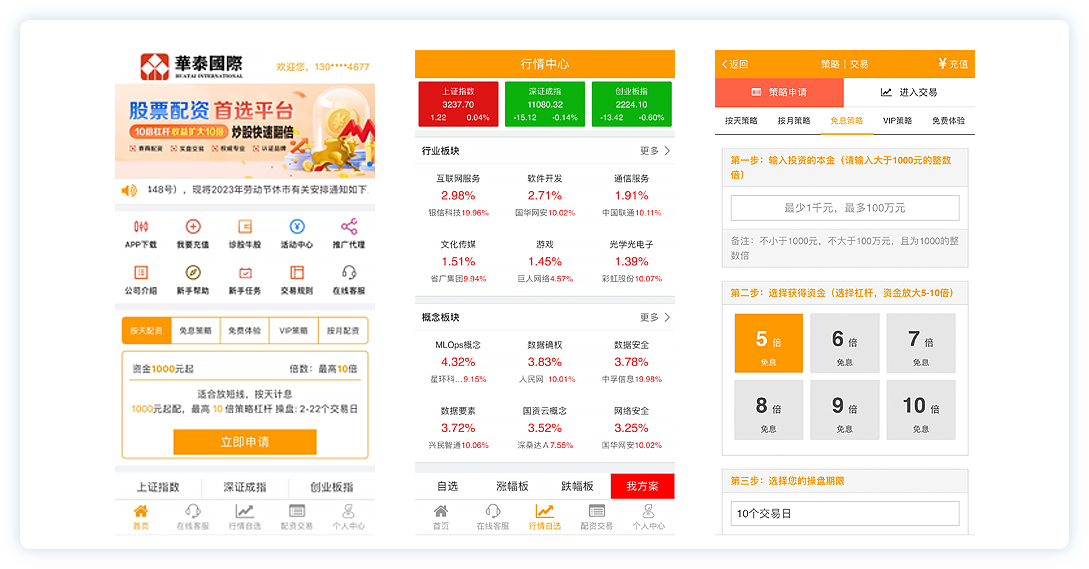 華泰國際
HUATAI INTERNATIONAL
欢迎您，130****4677
股票配资 首选平台
10倍杠杆 收益扩大10倍 炒股快速翻倍
券商配资 实盘交易 权威专业 认证品牌
148号），现将2023年劳动节休市有关安排通知如下
APP下载 我要充值 诊股牛股 活动中心 推广代理
公司介绍 新手帮助 新手任务 交易规则 在线客服
按天配资 免息策略 免费体验 VIP策略 按月配资
资金1000元起 倍数：最高10倍
适合放短线，按天计息
1000元起配，最高 10 倍策略杠杆 操盘: 2-22个交易日
立即申请
上证指数 深证成指 创业板指
首页 在线客服 行情自选 配资交易 个人中心
行情中心
上证指数 深证成指 创业板指
3237.70 11080.32 2224.10
1.22 0.04% -15.12 -0.14% -13.42 -0.60%
行业板块 更多
互联网服务 软件开发 通信服务
2.98% 2.71% 1.91%
银信科技19.96% 国华网安10.02% 中国联通10.11%
文化传媒 游戏 光学光电子
1.51% 1.45% 1.39%
省广集团9.94% 巨人网络4.57% 彩虹股份10.07%
概念板块 更多
MLOps概念 数据确权 数据安全
4.32% 3.83% 3.78%
星环科...9.15% 人民网 10.01% 中孚信息19.98%
数据要素 国资云概念 网络安全
3.72% 3.52% 3.25%
兴民智通10.06% 深桑达Ａ7.55% 国华网安10.02%
自选 涨幅板 跌幅板 我方案
首页 在线客服 行情自选 配资交易 个人中心
返回 策略｜交易 ¥充值
策略申请 进入交易
按天策略 按月策略 免息策略 VIP策略 免费体验
第一步：输入投资的本金（请输入大于1000元的整数
倍）
最少1千元，最多100万元
备注：不小于1000元，不大于100万元，且为1000的整
数倍
第二步：选择获得资金（选择杠杆，资金放大5-10倍）
5 倍 6 倍 7 倍
免息 免息 免息
8 倍 9 倍 10 倍
免息 免息 免息
第三步：选择您的操盘期限
10个交易日